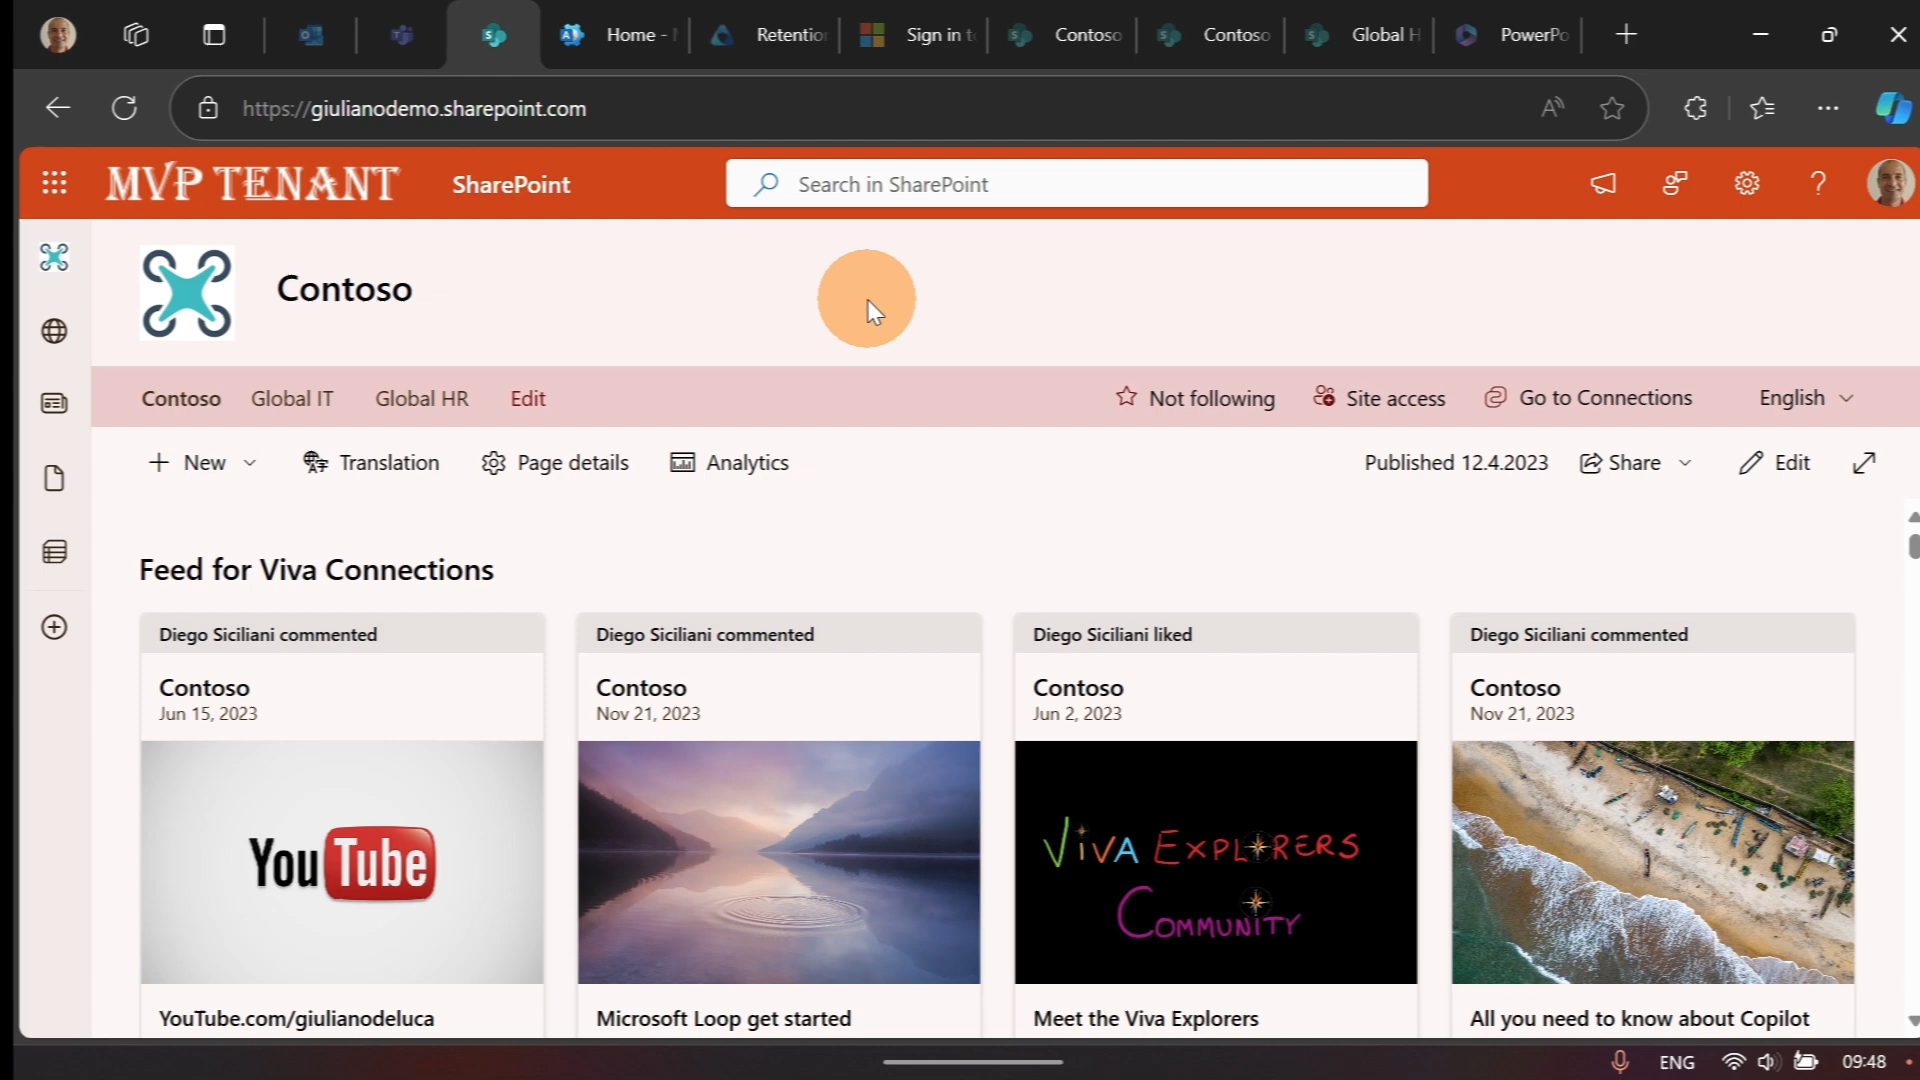 Home -
Retention
Sign in t
Contoso
Contoso
Global H
PowerPo
https://giulianodemo.sharepoint.com
MVP TENANT
SharePoint
Search in SharePoint
Contoso
Contoso
Global IT
Global HR
Edit
Not following
Site access
Go to Connections
English
New
Translation
Page details
Analytics
Published 12.4.2023
Share
Edit
Feed for Viva Connections
Diego Siciliani commented
Contoso
Jun 15, 2023
YouTube
YouTube.com/giulianodeluca
Diego Siciliani commented
Contoso
Nov 21, 2023
Microsoft Loop get started
Diego Siciliani liked
Contoso
Jun 2, 2023
VIVA EXPLORERS
COMMUNITY
Meet the Viva Explorers
Diego Siciliani commented
Contoso
Nov 21, 2023
All you need to know about Copilot
ENG
09:48